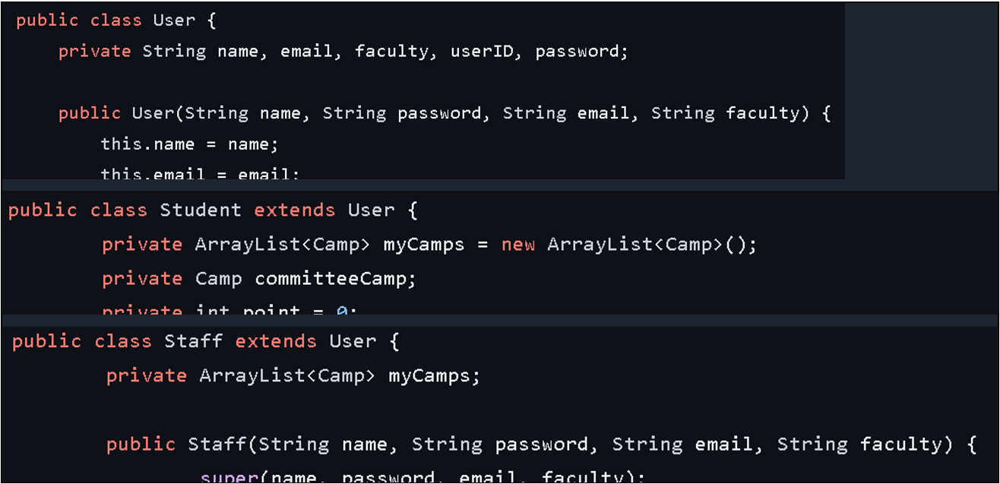 public class User {
private String name, email, faculty, userID, password;
public User(String name, String password, String email, String faculty) {
this.name = name;
this.email = email;
public class Student extends User {
private ArrayList<Camp> myCamps = new ArrayList<Camp>();
private Camp committeeCamp;
private int point = 0;
public class Staff extends User {
private ArrayList<Camp> myCamps;
public Staff(String name, String password, String email, String faculty) {
super(name, password, email, faculty);